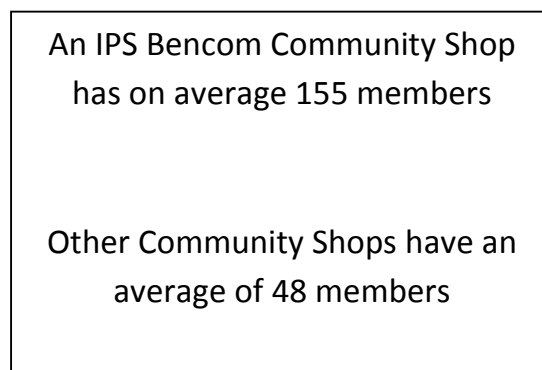 An IPS Bencom Community Shop
has on average 155 members
Other Community Shops have an
average of 48 members